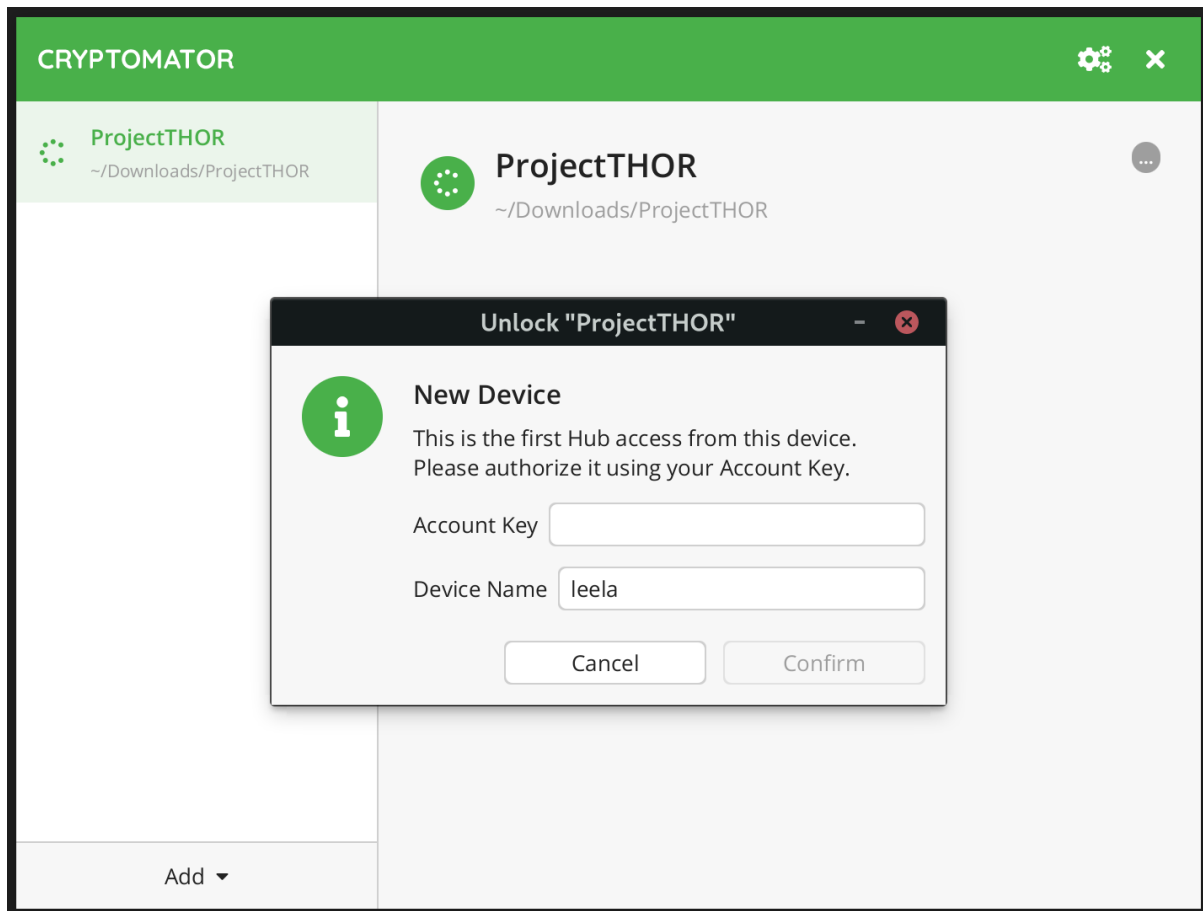 CRYPTOMATOR
ProjectTHOR
~/Downloads/ProjectTHOR
ProjectTHOR
...
~/Downloads/ProjectTHOR
Unlock "ProjectTHOR"
New Device
This is the first Hub access from this device.
Please authorize it using your Account Key.
Account Key
Device Name leela
Cancel Confirm
Add